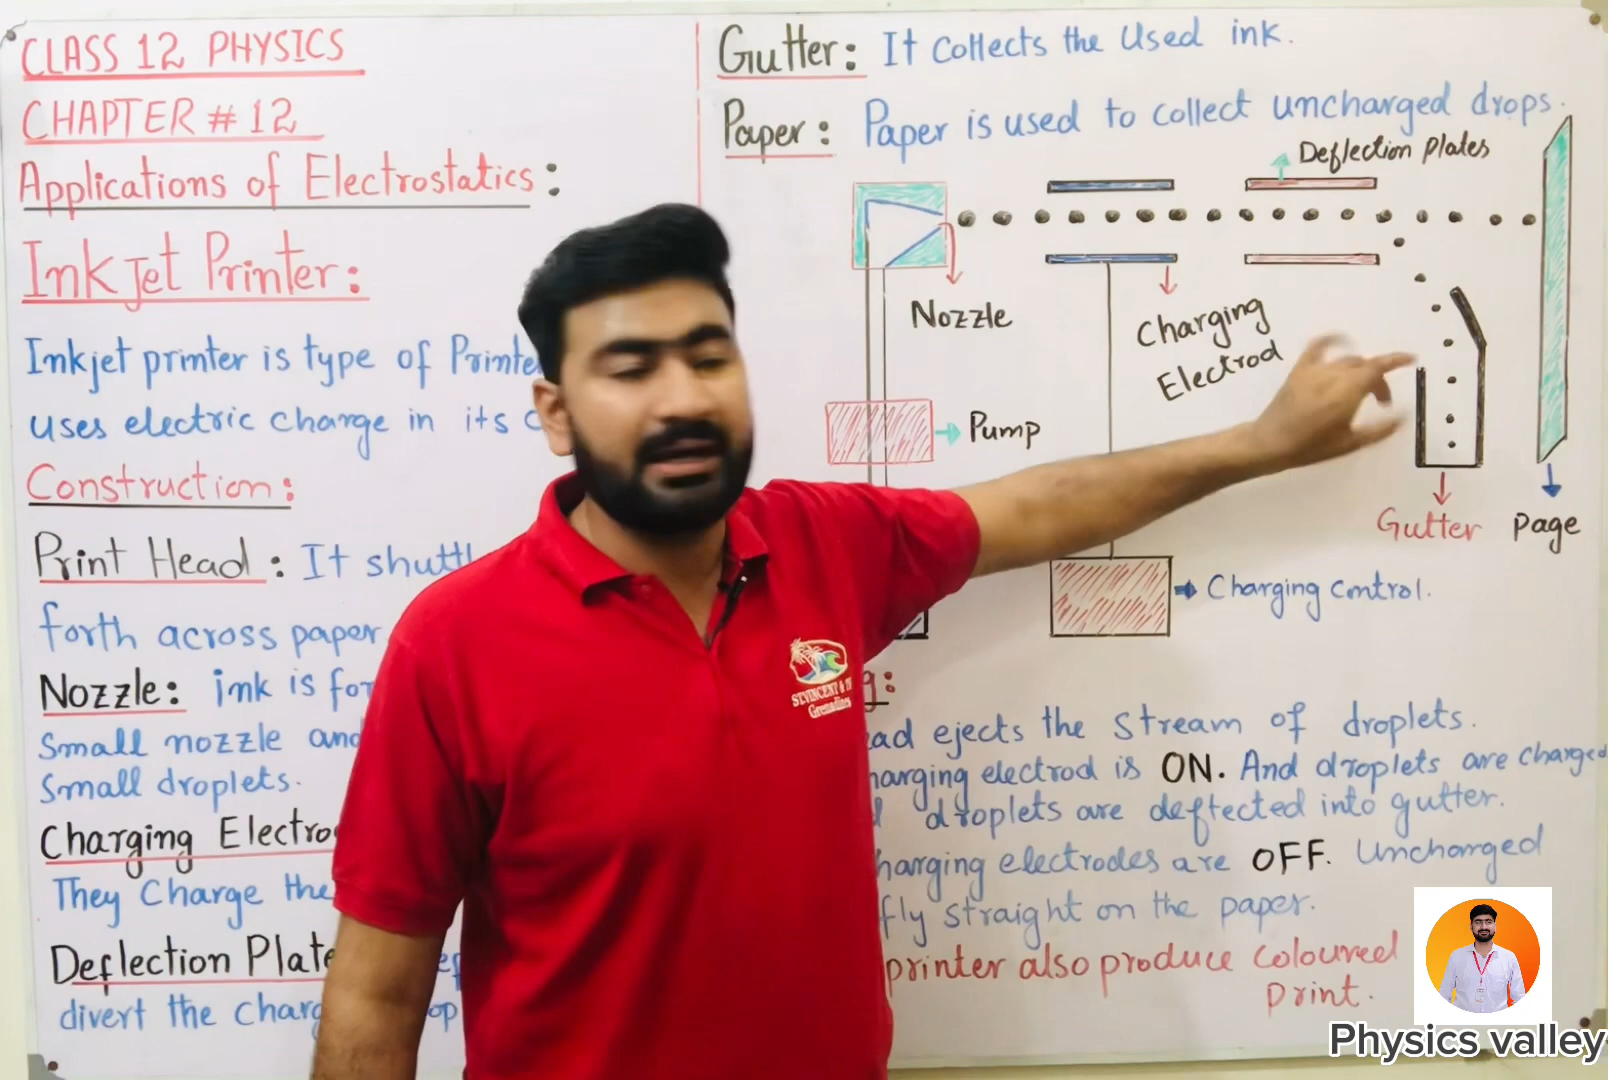 CLASS 12 PHYSICS
CHAPTER # 12
Applications of Electrostatics:
Inkjet Printer:
Inkjet printer is type of
uses electric charge in its
Construction:
Print Head: It
forth across paper
Nozzle: ink is
Small nozzle and
Small droplets.
Charging
They Charge the
Deflection
divert the
Gutter: It Collects the Used ink.
Paper: Paper is used to collect uncharged drops.
Deflection Plates
Nozzle
Charging
Electrod
Pump
Gutter
Page
Charging Control.
ejects the Stream of droplets.
electrod is ON. And droplets are charged
droplets are deflected into gutter.
electrodes are OFF. Uncharged
fly straight on the paper.
printer also produce coloured
print.
STVINCENT &
Grenadines
Physics valley